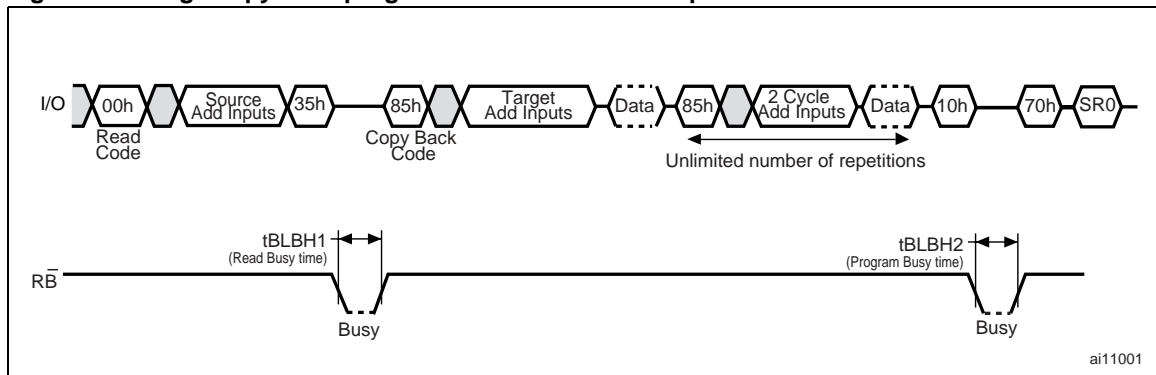 I/O 00h Source Add Inputs 35h 85h Target Add Inputs Data 85h 2 Cycle Add Inputs Data 10h 70h SR0
Read Code
Copy Back Code
Unlimited number of repetitions
tBLBH1
(Read Busy time)
tBLBH2
(Program Busy time)
RB̅
Busy
Busy
ai11001